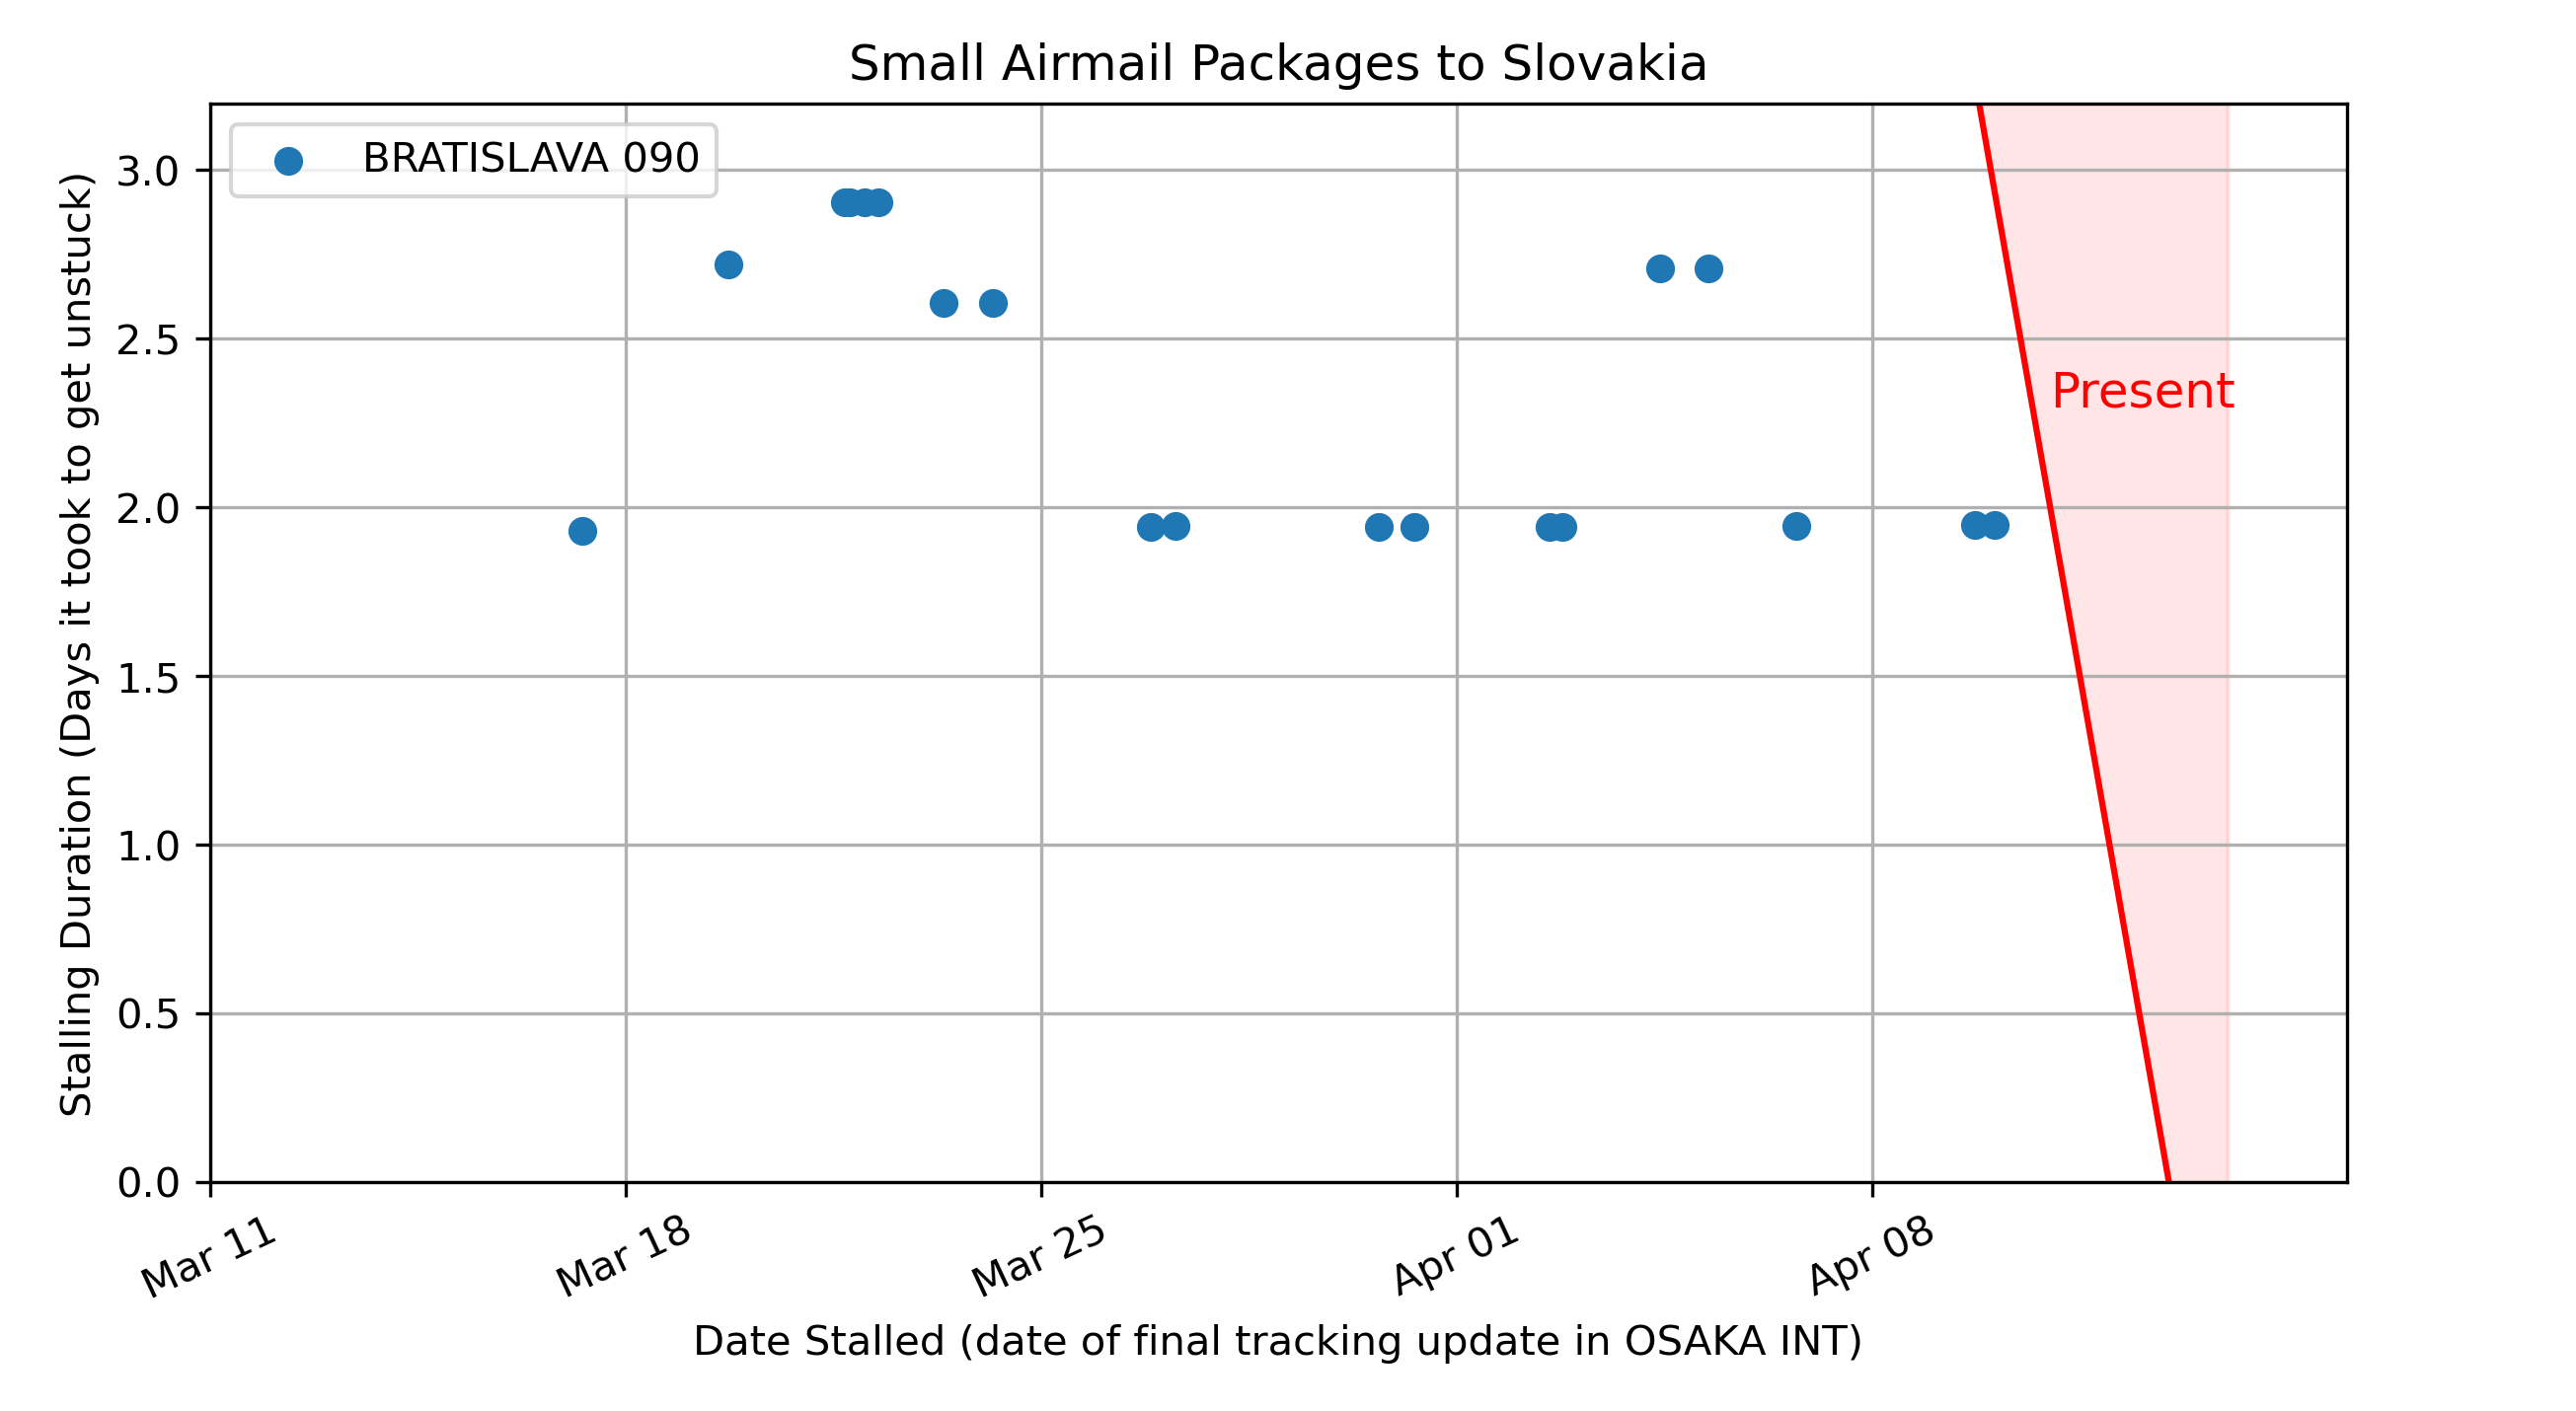 Small Airmail Packages to Slovakia
BRATISLAVA 090
Stalling Duration (Days it took to get unstuck)
3.0
2.5
2.0
1.5
1.0
0.5
0.0
Present
Mar 11
Mar 18
Mar 25
Apr 01
Apr 08
Date Stalled (date of final tracking update in OSAKA INT)